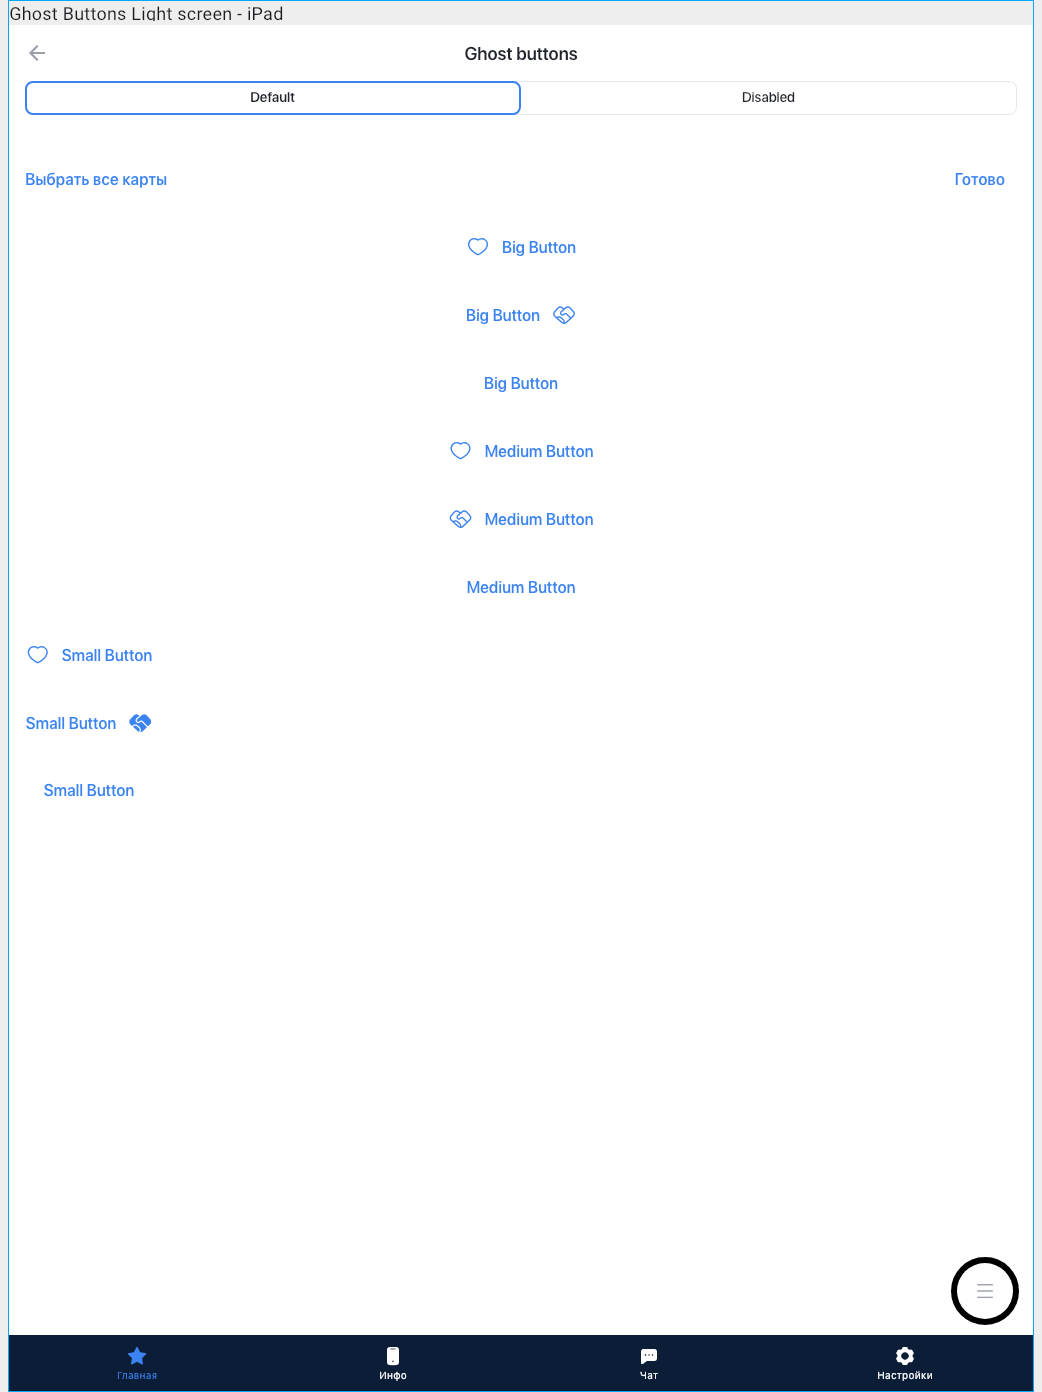 Ghost Buttons Light screen - iPad
Ghost buttons
Default
Disabled
Выбрать все карты
Готово
Big Button
Big Button
Big Button
Medium Button
Medium Button
Medium Button
Small Button
Small Button
Small Button
Главная
Инфо
Чат
Настройки